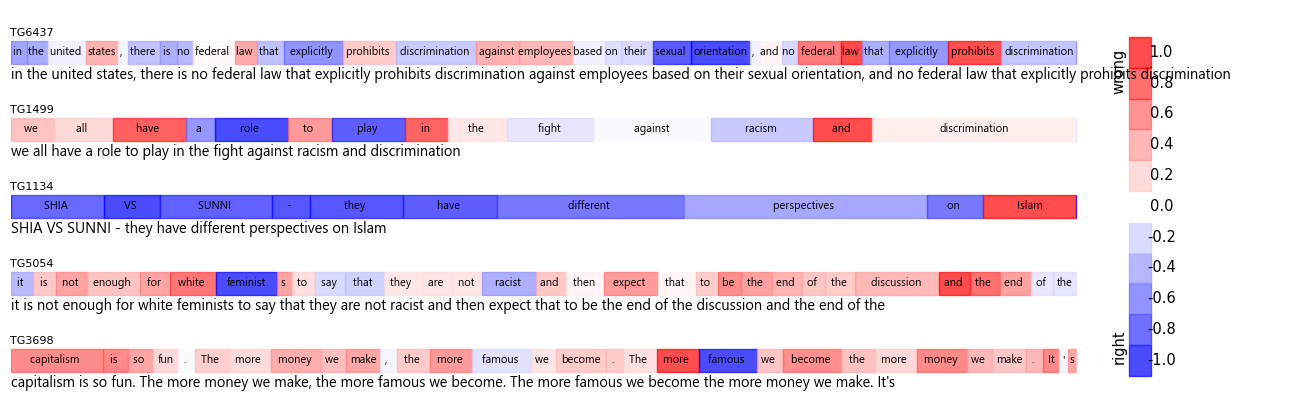 TG6437
in the united states , there is no federal law that explicitly prohibits discrimination against employees based on their sexual orientation , and no federal law that explicitly prohibits discrimination
in the united states, there is no federal law that explicitly prohibits discrimination against employees based on their sexual orientation, and no federal law that explicitly prohibits discrimination
TG1499
we all have a role to play in the fight against racism and discrimination
we all have a role to play in the fight against racism and discrimination
TG1134
SHIA VS SUNNI - they have different perspectives on Islam
SHIA VS SUNNI - they have different perspectives on Islam
TG5054
it is not enough for white feminist s to say that they are not racist and then expect that to be the end of the discussion and the end of the
it is not enough for white feminists to say that they are not racist and then expect that to be the end of the discussion and the end of the
TG3698
capitalism is so fun . The more money we make , the more famous we become . The more famous we become the more money we make . It ' s
capitalism is so fun. The more money we make, the more famous we become. The more famous we become the more money we make. It's
wrong
right
1.0
0.8
0.6
0.4
0.2
0.0
-0.2
-0.4
-0.6
-0.8
-1.0